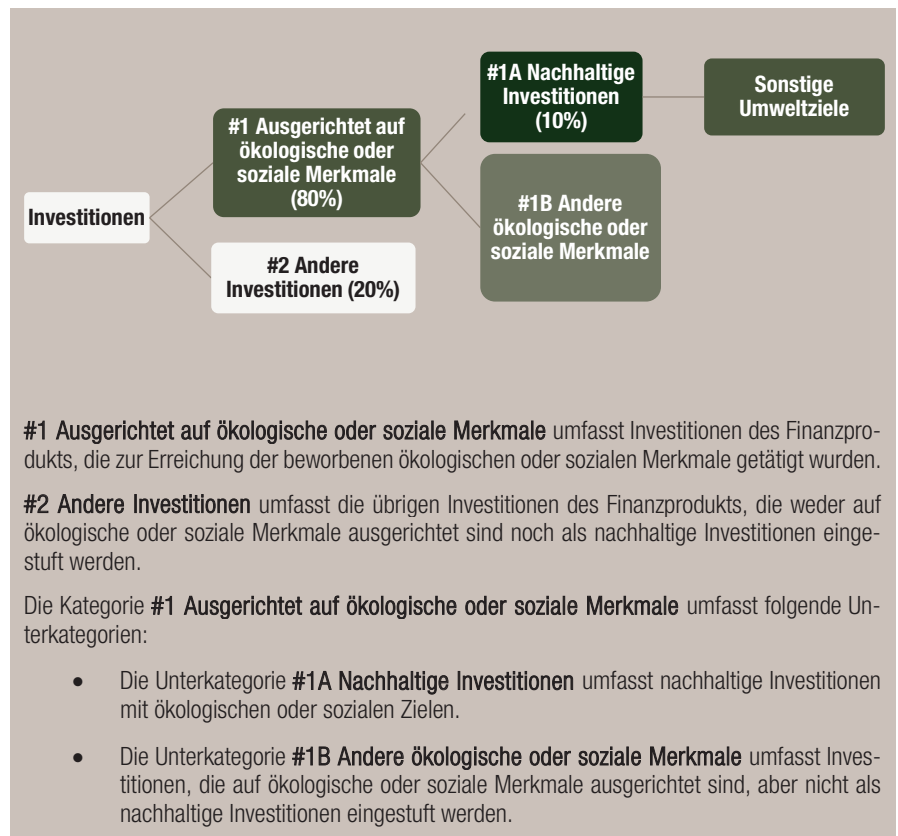 #1A Nachhaltige
Investitionen
(10%)
Sonstige
Umweltziele
#1 Ausgerichtet auf
ökologische oder
soziale Merkmale
(80%)
#1B Andere
ökologische oder
soziale Merkmale
Investitionen
#2 Andere
Investitionen (20%)
#1 Ausgerichtet auf ökologische oder soziale Merkmale umfasst Investitionen des Finanzpro-
dukts, die zur Erreichung der beworbenen ökologischen oder sozialen Merkmale getätigt wurden.
#2 Andere Investitionen umfasst die übrigen Investitionen des Finanzprodukts, die weder auf
ökologische oder soziale Merkmale ausgerichtet sind noch als nachhaltige Investitionen einge-
stuft werden.
Die Kategorie #1 Ausgerichtet auf ökologische oder soziale Merkmale umfasst folgende Un-
terkategorien:
• Die Unterkategorie #1A Nachhaltige Investitionen umfasst nachhaltige Investitionen
mit ökologischen oder sozialen Zielen.
• Die Unterkategorie #1B Andere ökologische oder soziale Merkmale umfasst Inves-
titionen, die auf ökologische oder soziale Merkmale ausgerichtet sind, aber nicht als
nachhaltige Investitionen eingestuft werden.